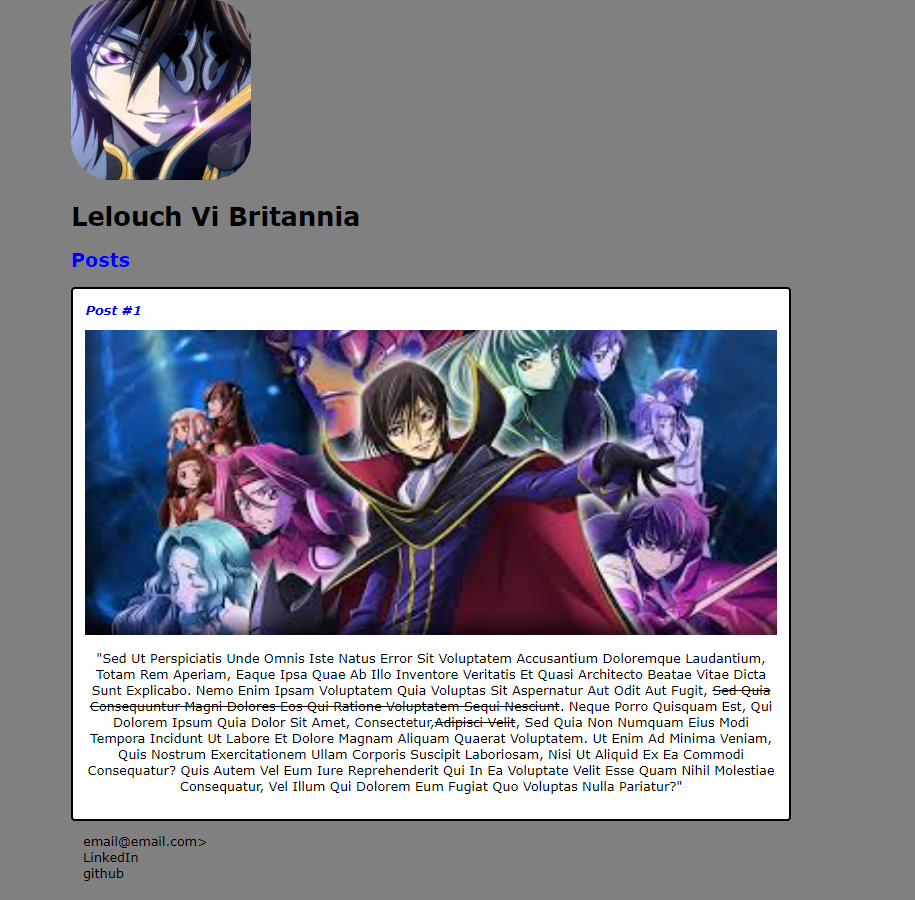 Lelouch Vi Britannia
Posts
Post #1
"Sed Ut Perspiciatis Unde Omnis Iste Natus Error Sit Voluptatem Accusantium Doloremque Laudantium,
Totam Rem Aperiam, Eaque Ipsa Quae Ab Illo Inventore Veritatis Et Quasi Architecto Beatae Vitae Dicta
Sunt Explicabo. Nemo Enim Ipsam Voluptatem Quia Voluptas Sit Aspernatur Aut Odit Aut Fugit, Sed Quia
Consequuntur Magni Dolores Eos Qui Ratione Voluptatem Sequi Nesciunt. Neque Porro Quisquam Est, Qui
Dolorem Ipsum Quia Dolor Sit Amet, Consectetur,Adipisci Velit, Sed Quia Non Numquam Eius Modi
Tempora Incidunt Ut Labore Et Dolore Magnam Aliquam Quaerat Voluptatem. Ut Enim Ad Minima Veniam,
Quis Nostrum Exercitationem Ullam Corporis Suscipit Laboriosam, Nisi Ut Aliquid Ex Ea Commodi
Consequatur? Quis Autem Vel Eum Iure Reprehenderit Qui In Ea Voluptate Velit Esse Quam Nihil Molestiae
Consequatur, Vel Illum Qui Dolorem Eum Fugiat Quo Voluptas Nulla Pariatur?"
email@email.com>
LinkedIn
github